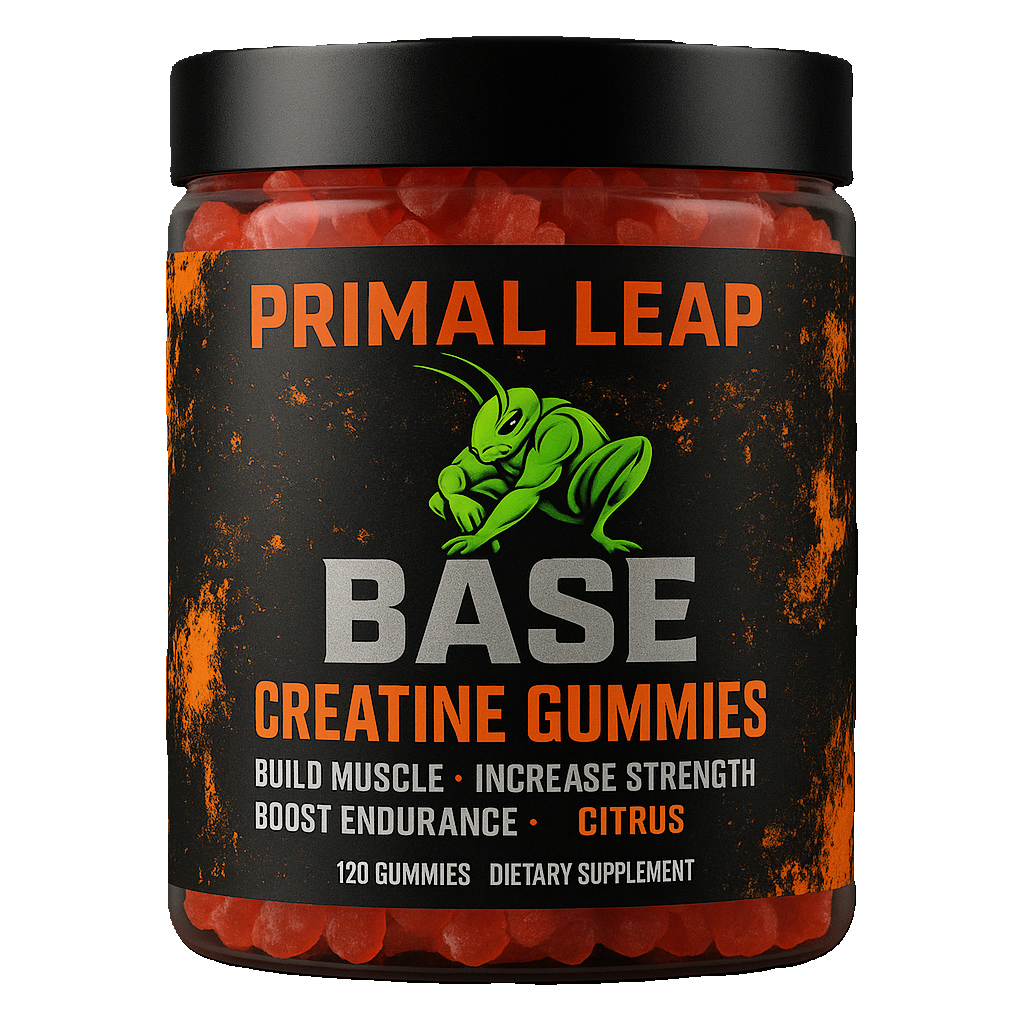 PRIMAL LEAP
BASE
CREATINE GUMMIES
BUILD MUSCLE • INCREASE STRENGTH
BOOST ENDURANCE • CITRUS
120 GUMMIES DIETARY SUPPLEMENT